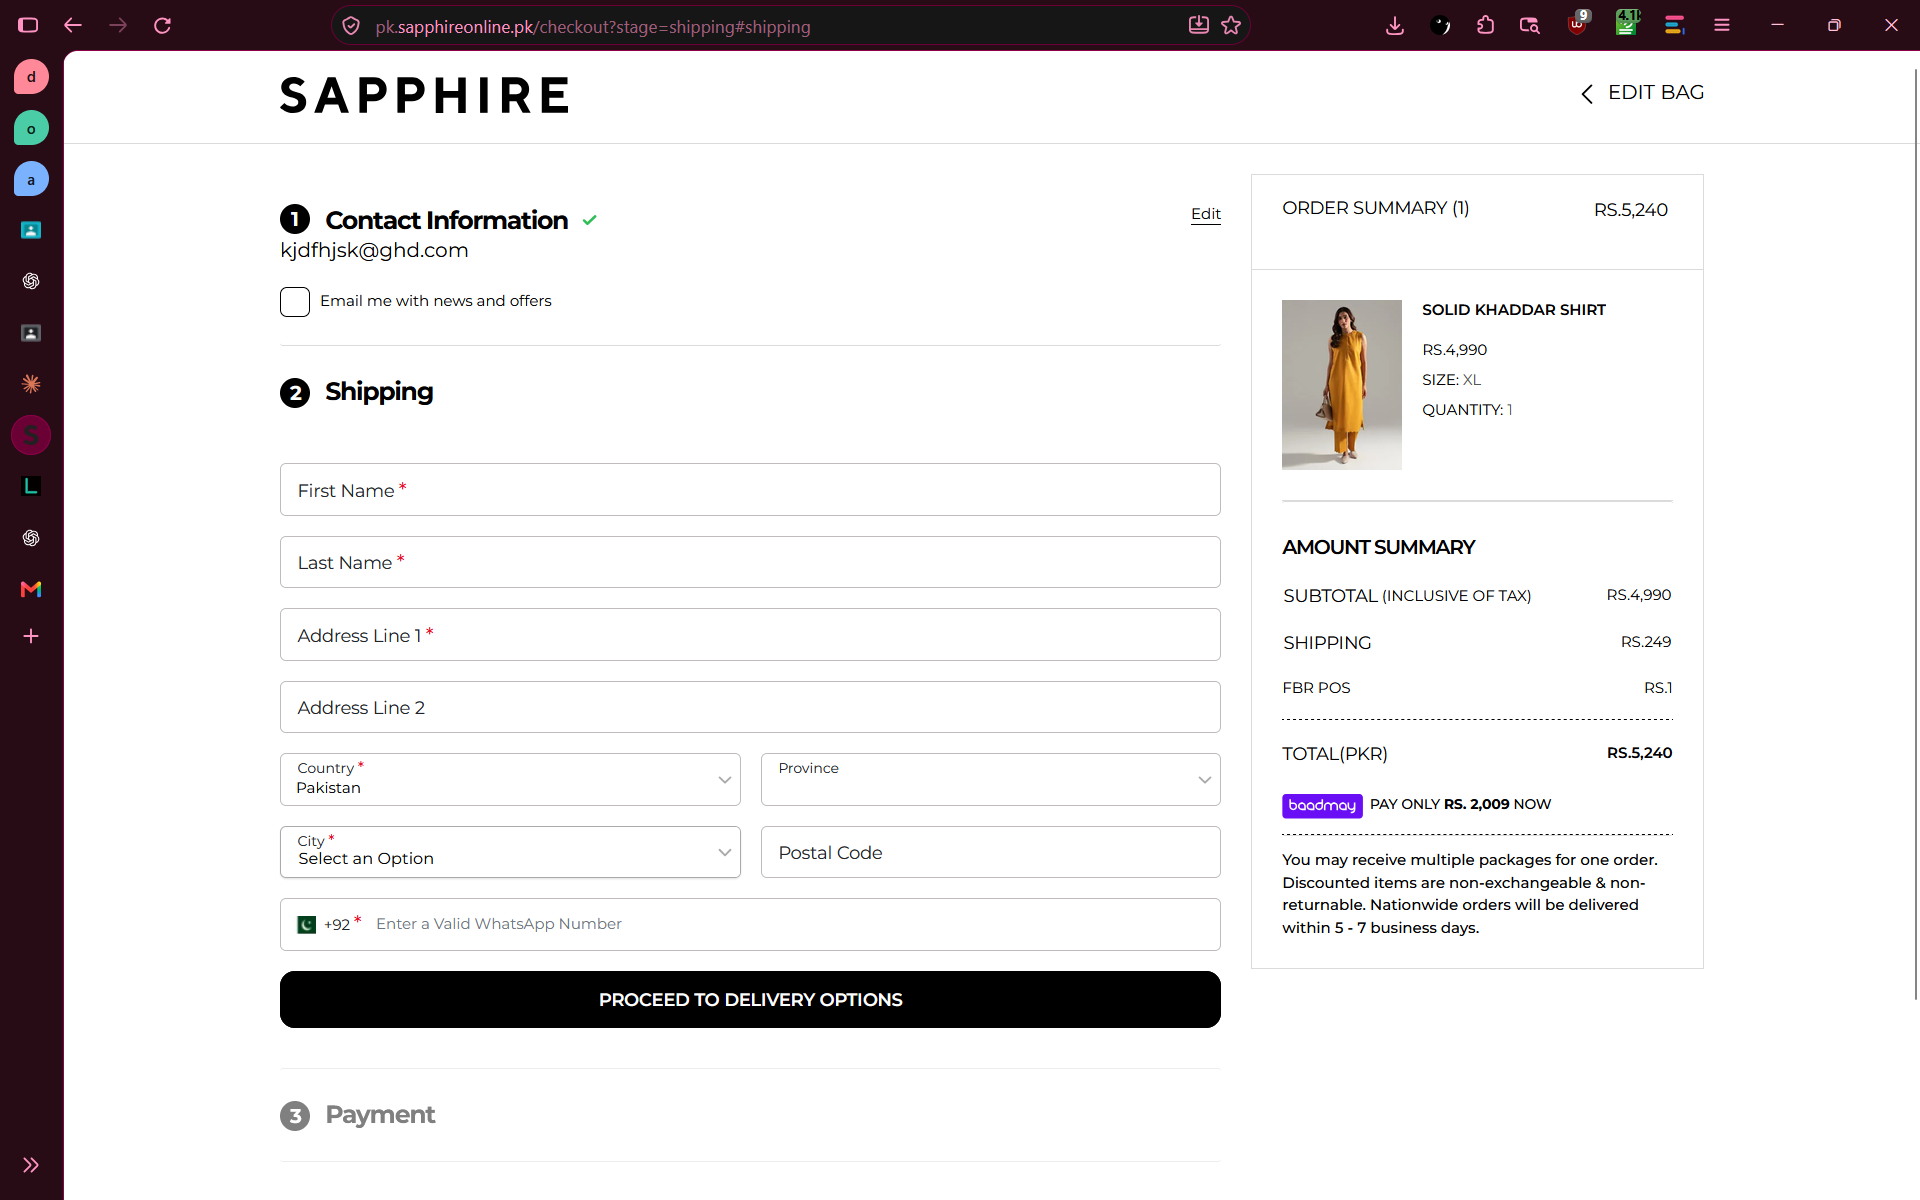 pk.sapphireonline.pk/checkout?stage=shipping#shipping
9
d
o
a
S
L
SAPPHIRE
EDIT BAG
1 Contact Information
Edit
kjdfhjsk@ghd.com
Email me with news and offers
2 Shipping
First Name *
Last Name *
Address Line 1 *
Address Line 2
Country *
Pakistan
Province
City *
Select an Option
Postal Code
+92 * Enter a Valid WhatsApp Number
PROCEED TO DELIVERY OPTIONS
3 Payment
ORDER SUMMARY (1) RS.5,240
SOLID KHADDAR SHIRT
RS.4,990
SIZE: XL
QUANTITY: 1
AMOUNT SUMMARY
SUBTOTAL (INCLUSIVE OF TAX) RS.4,990
SHIPPING RS.249
FBR POS RS.1
TOTAL(PKR) RS.5,240
baadmay PAY ONLY RS. 2,009 NOW
You may receive multiple packages for one order.
Discounted items are non-exchangeable & non-
returnable. Nationwide orders will be delivered
within 5 - 7 business days.